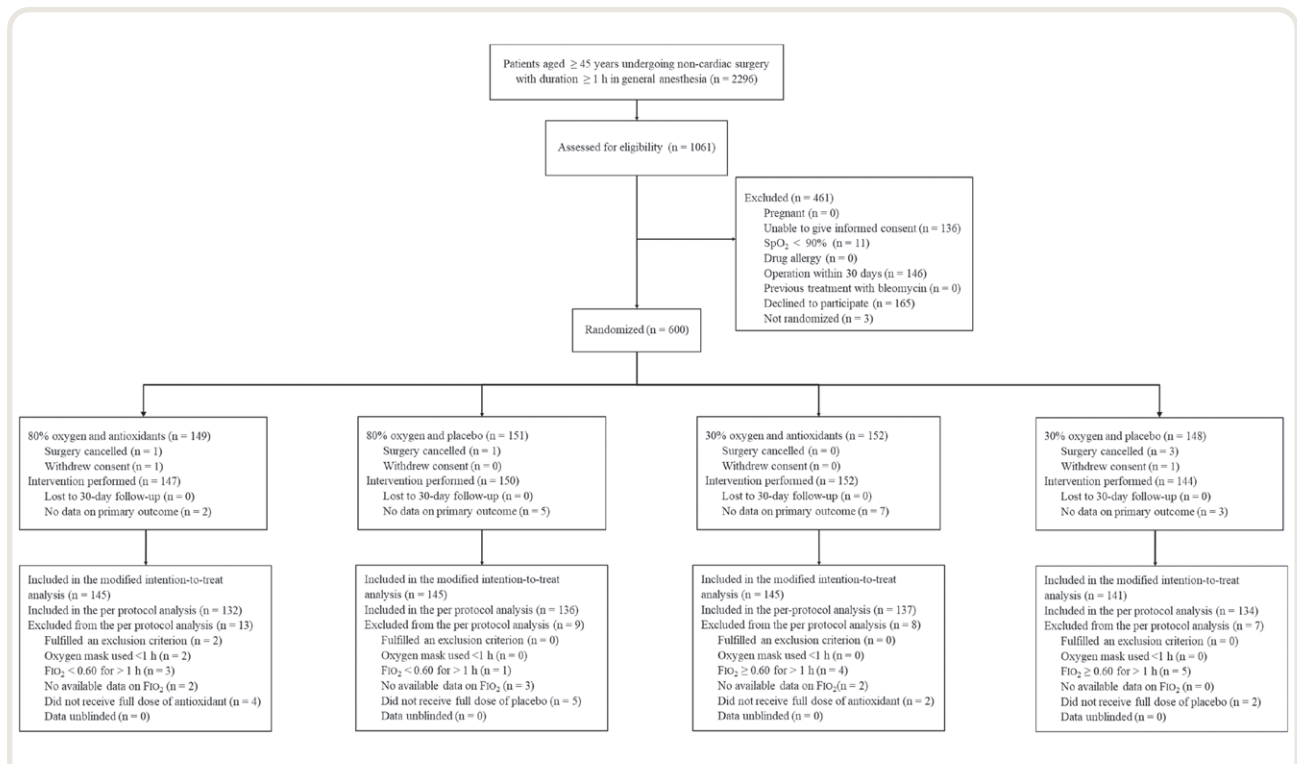 Patients aged ≥ 45 years undergoing non-cardiac surgery
with duration ≥ 1 h in general anesthesia (n = 2296)
Assessed for eligibility (n = 1061)
Excluded (n = 461)
Pregnant (n = 0)
Unable to give informed consent (n = 136)
SpO₂ < 90% (n = 11)
Drug allergy (n = 0)
Operation within 30 days (n = 146)
Previous treatment with bleomycin (n = 0)
Declined to participate (n = 165)
Not randomized (n = 3)
Randomized (n = 600)
80% oxygen and antioxidants (n = 149)
Surgery cancelled (n = 1)
Withdrew consent (n = 1)
Intervention performed (n = 147)
Lost to 30-day follow-up (n = 0)
No data on primary outcome (n = 2)
80% oxygen and placebo (n = 151)
Surgery cancelled (n = 1)
Withdrew consent (n = 0)
Intervention performed (n = 150)
Lost to 30-day follow-up (n = 0)
No data on primary outcome (n = 5)
30% oxygen and antioxidants (n = 152)
Surgery cancelled (n = 0)
Withdrew consent (n = 0)
Intervention performed (n = 152)
Lost to 30-day follow-up (n = 0)
No data on primary outcome (n = 7)
30% oxygen and placebo (n = 148)
Surgery cancelled (n = 3)
Withdrew consent (n = 1)
Intervention performed (n = 144)
Lost to 30-day follow-up (n = 0)
No data on primary outcome (n = 3)
Included in the modified intention-to-treat
analysis (n = 145)
Included in the per protocol analysis (n = 132)
Excluded from the per protocol analysis (n = 13)
Fulfilled an exclusion criterion (n = 2)
Oxygen mask used <1 h (n = 2)
FIO₂ < 0.60 for > 1 h (n = 3)
No available data on FIO₂ (n = 2)
Did not receive full dose of antioxidant (n = 4)
Data unblinded (n = 0)
Included in the modified intention-to-treat
analysis (n = 145)
Included in the per protocol analysis (n = 136)
Excluded from the per protocol analysis (n = 9)
Fulfilled an exclusion criterion (n = 0)
Oxygen mask used <1 h (n = 0)
FIO₂ < 0.60 for > 1 h (n = 1)
No available data on FIO₂ (n = 3)
Did not receive full dose of placebo (n = 5)
Data unblinded (n = 0)
Included in the modified intention-to-treat
analysis (n = 145)
Included in the per-protocol analysis (n = 137)
Excluded from the per protocol analysis (n = 8)
Fulfilled an exclusion criterion (n = 0)
Oxygen mask used <1 h (n = 0)
FIO₂ ≥ 0.60 for > 1 h (n = 4)
No available data on FIO₂(n = 2)
Did not receive full dose of antioxidant (n = 2)
Data unblinded (n = 0)
Included in the modified intention-to-treat
analysis (n = 141)
Included in the per protocol analysis (n = 134)
Excluded from the per protocol analysis (n = 7)
Fulfilled an exclusion criterion (n = 0)
Oxygen mask used <1 h (n = 0)
FIO₂ ≥ 0.60 for > 1 h (n = 5)
No available data on FIO₂ (n = 0)
Did not receive full dose of placebo (n = 2)
Data unblinded (n = 0)